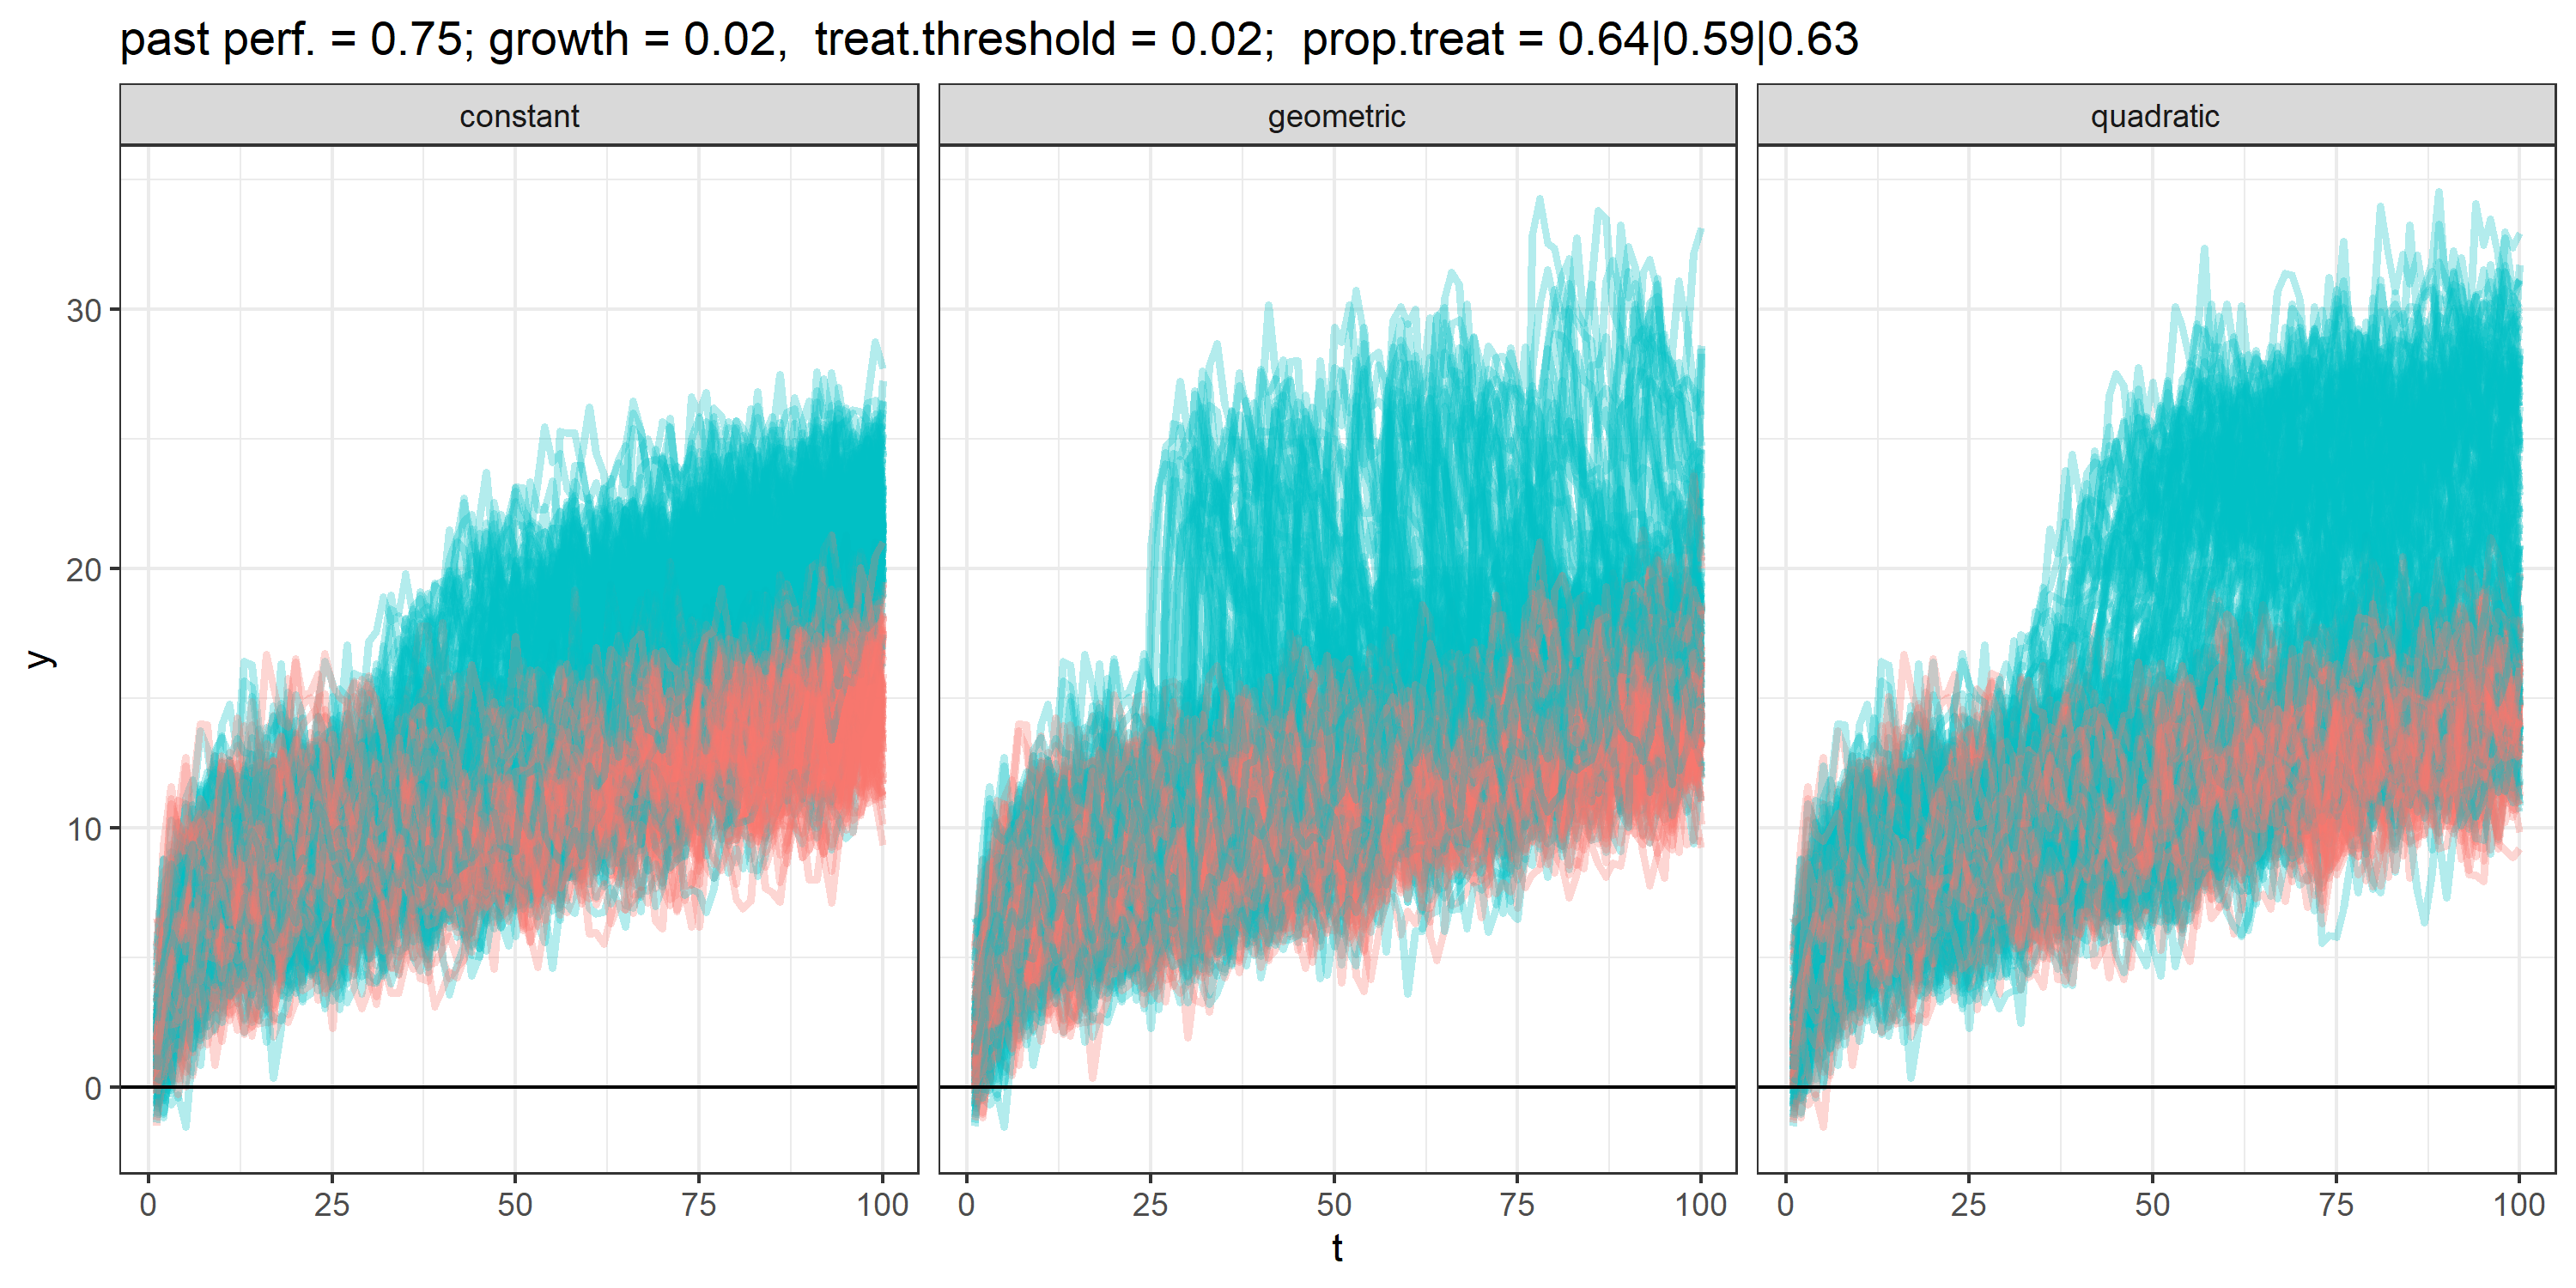 past perf. = 0.75; growth = 0.02,  treat.threshold = 0.02;  prop.treat = 0.64|0.59|0.63
constant geometric quadratic
30
20
10
0
y
0 25 50 75 100 0 25 50 75 100 0 25 50 75 100
t